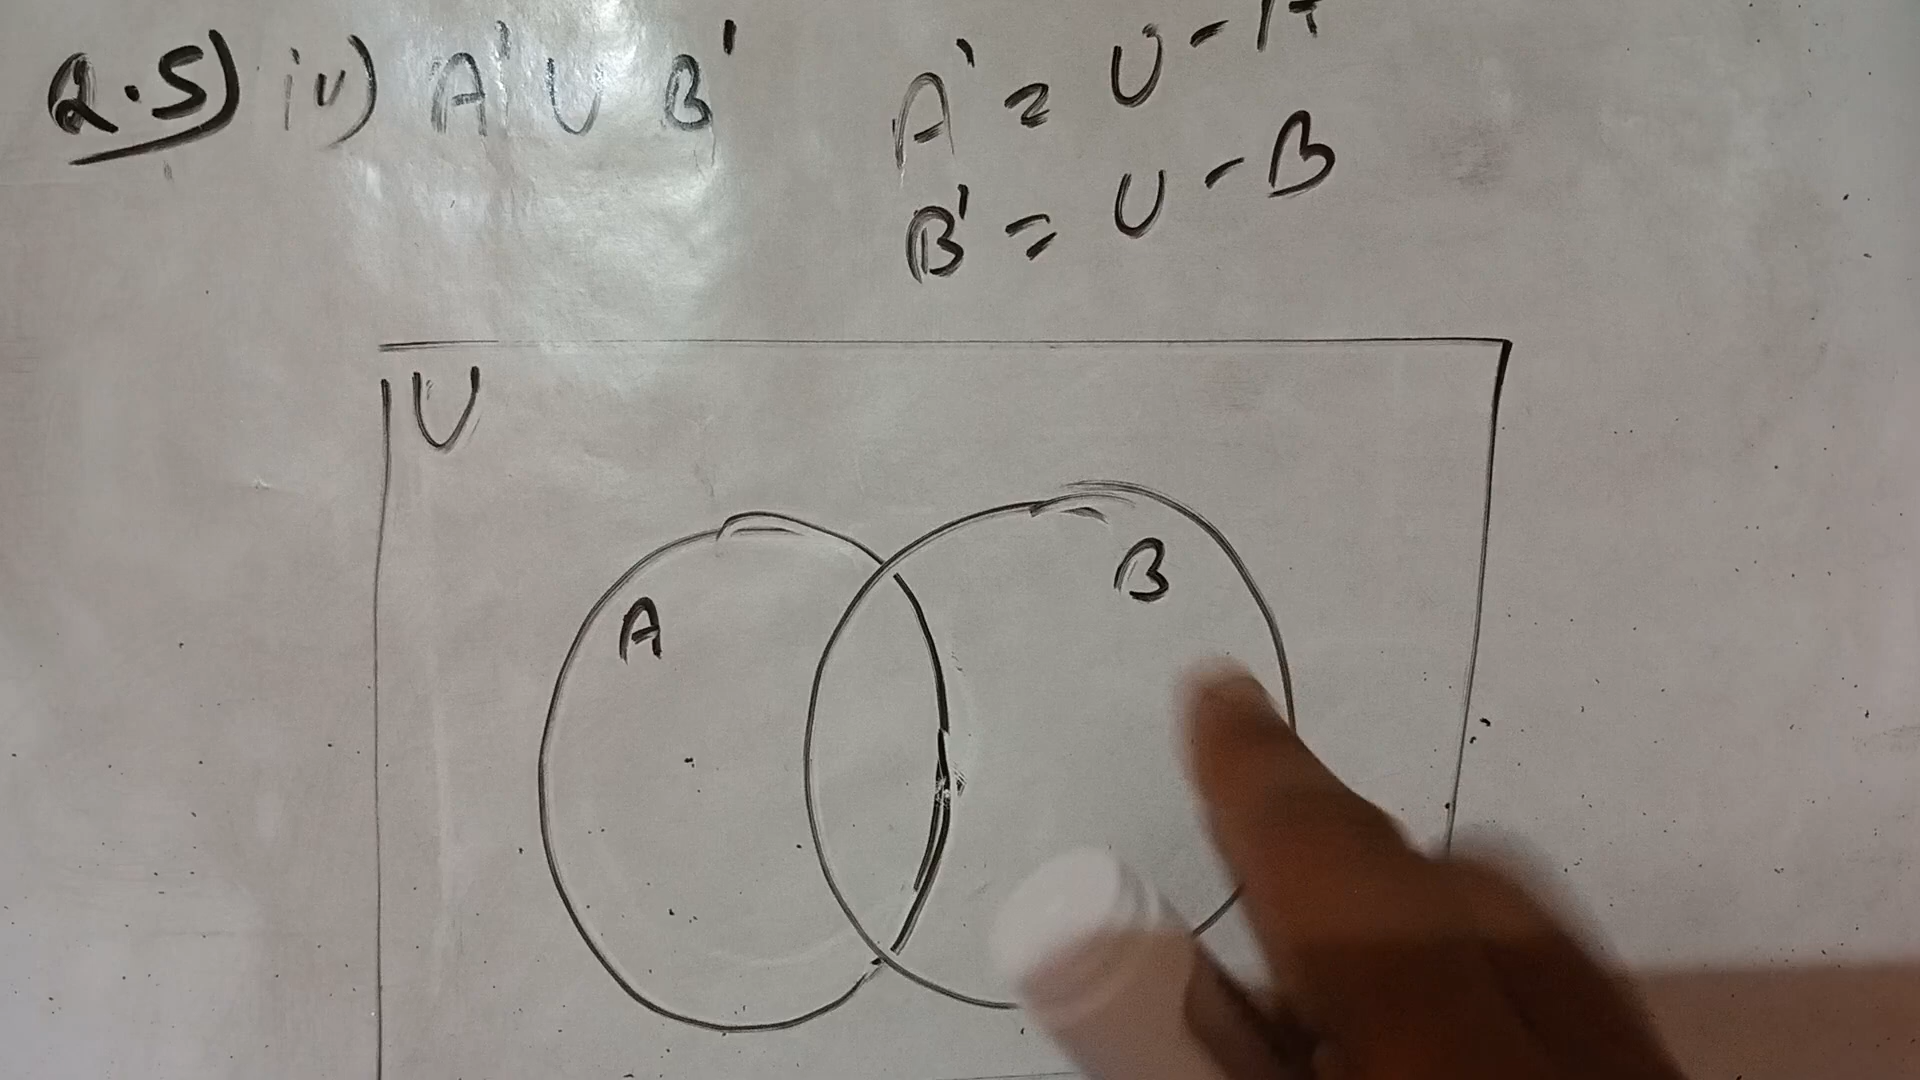 Q.5) iv) A' ∪ B'
A' = U - A
B' = U - B
U
A
B